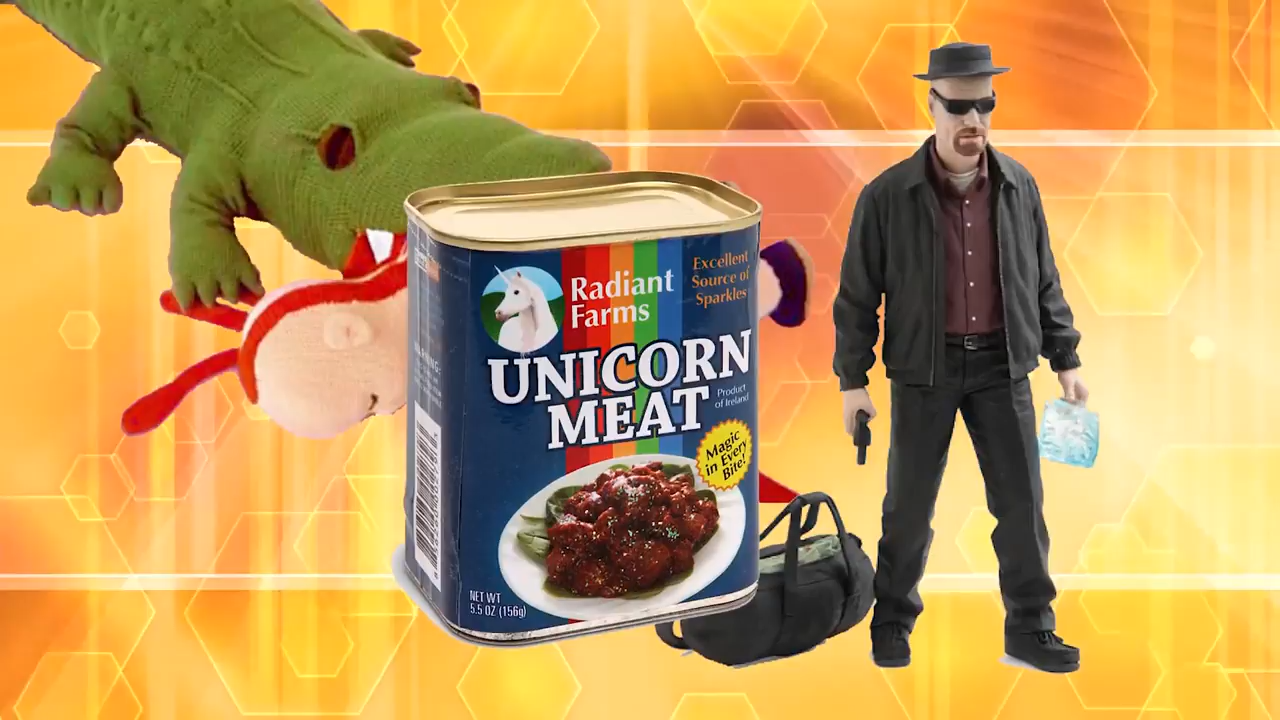 Radiant
Farms
Excellent
Source of
Sparkles
UNICORN
MEAT
Product
of Ireland
Magic
in Every
Bite!
WARNING:
NET WT
5.5 OZ (156g)